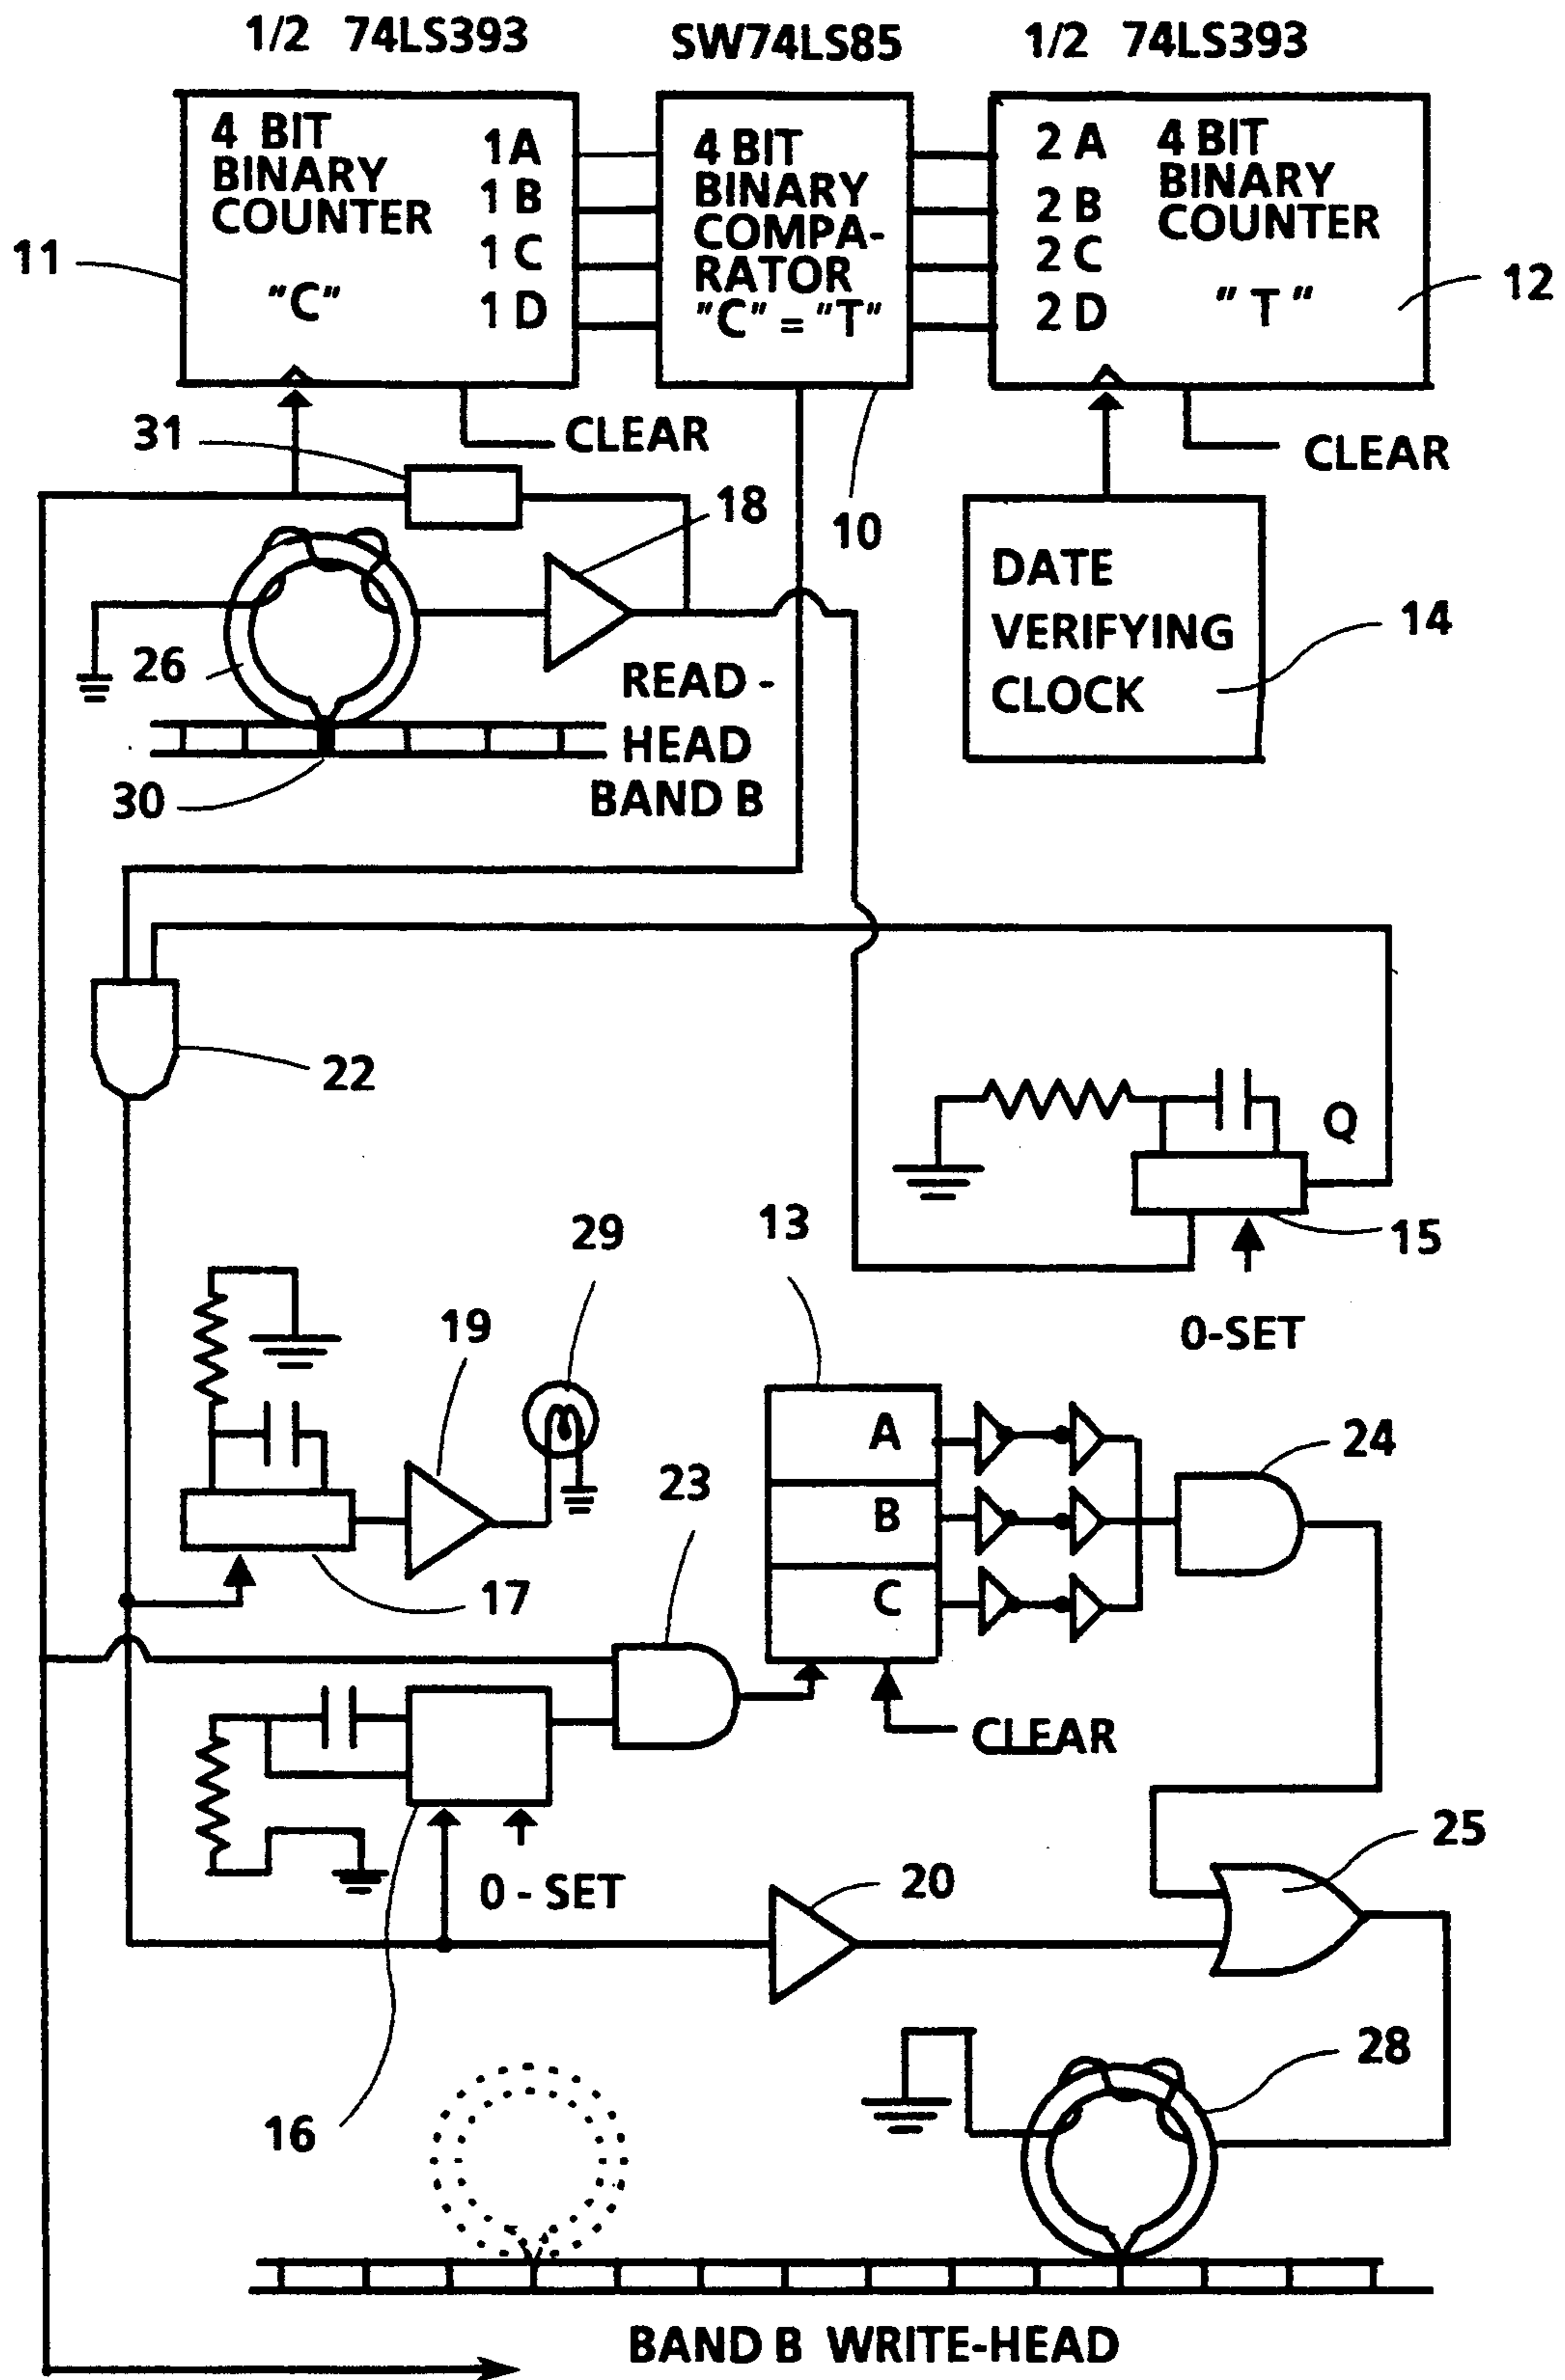 1/2 74LS393
SW74LS85
1/2 74LS393
4 BIT
BINARY
COUNTER
"C"
1A
1 B
1 C
1 D
4 BIT
BINARY
COMPA-
RATOR
"C" = "T"
2 A
2 B
2 C
2 D
4 BIT
BINARY
COUNTER
" T "
11
12
CLEAR
CLEAR
31
18
10
DATE
VERIFYING
CLOCK
14
26
READ -
HEAD
BAND B
30
22
Q
15
0-SET
13
29
19
17
23
A
B
C
24
CLEAR
0 - SET
16
20
25
28
BAND B WRITE-HEAD